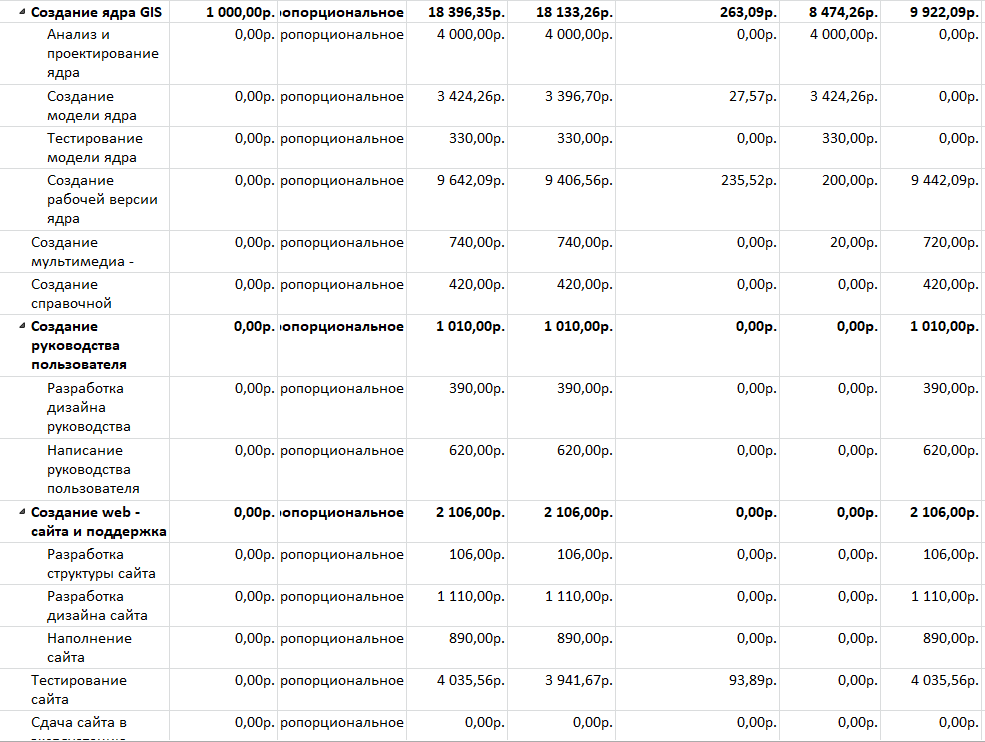 Создание ядра GIS 1 000,00р. ропорциональное 18 396,35р. 18 133,26р. 263,09р. 8 474,26р. 9 922,09р.
Анализ и 0,00р. ропорциональное 4 000,00р. 4 000,00р. 0,00р. 4 000,00р. 0,00р.
проектирование
ядра
Создание 0,00р. ропорциональное 3 424,26р. 3 396,70р. 27,57р. 3 424,26р. 0,00р.
модели ядра
Тестирование 0,00р. ропорциональное 330,00р. 330,00р. 0,00р. 330,00р. 0,00р.
модели ядра
Создание 0,00р. ропорциональное 9 642,09р. 9 406,56р. 235,52р. 200,00р. 9 442,09р.
рабочей версии
ядра
Создание 0,00р. ропорциональное 740,00р. 740,00р. 0,00р. 20,00р. 720,00р.
мультимедиа -
Создание 0,00р. ропорциональное 420,00р. 420,00р. 0,00р. 0,00р. 420,00р.
справочной
Создание 0,00р. ропорциональное 1 010,00р. 1 010,00р. 0,00р. 0,00р. 1 010,00р.
руководства
пользователя
Разработка 0,00р. ропорциональное 390,00р. 390,00р. 0,00р. 0,00р. 390,00р.
дизайна
руководства
Написание 0,00р. ропорциональное 620,00р. 620,00р. 0,00р. 0,00р. 620,00р.
руководства
пользователя
Создание web - 0,00р. ропорциональное 2 106,00р. 2 106,00р. 0,00р. 0,00р. 2 106,00р.
сайта и поддержка
Разработка 0,00р. ропорциональное 106,00р. 106,00р. 0,00р. 0,00р. 106,00р.
структуры сайта
Разработка 0,00р. ропорциональное 1 110,00р. 1 110,00р. 0,00р. 0,00р. 1 110,00р.
дизайна сайта
Наполнение 0,00р. ропорциональное 890,00р. 890,00р. 0,00р. 0,00р. 890,00р.
сайта
Тестирование 0,00р. ропорциональное 4 035,56р. 3 941,67р. 93,89р. 0,00р. 4 035,56р.
сайта
Сдача сайта в 0,00р. ропорциональное 0,00р. 0,00р. 0,00р. 0,00р. 0,00р.